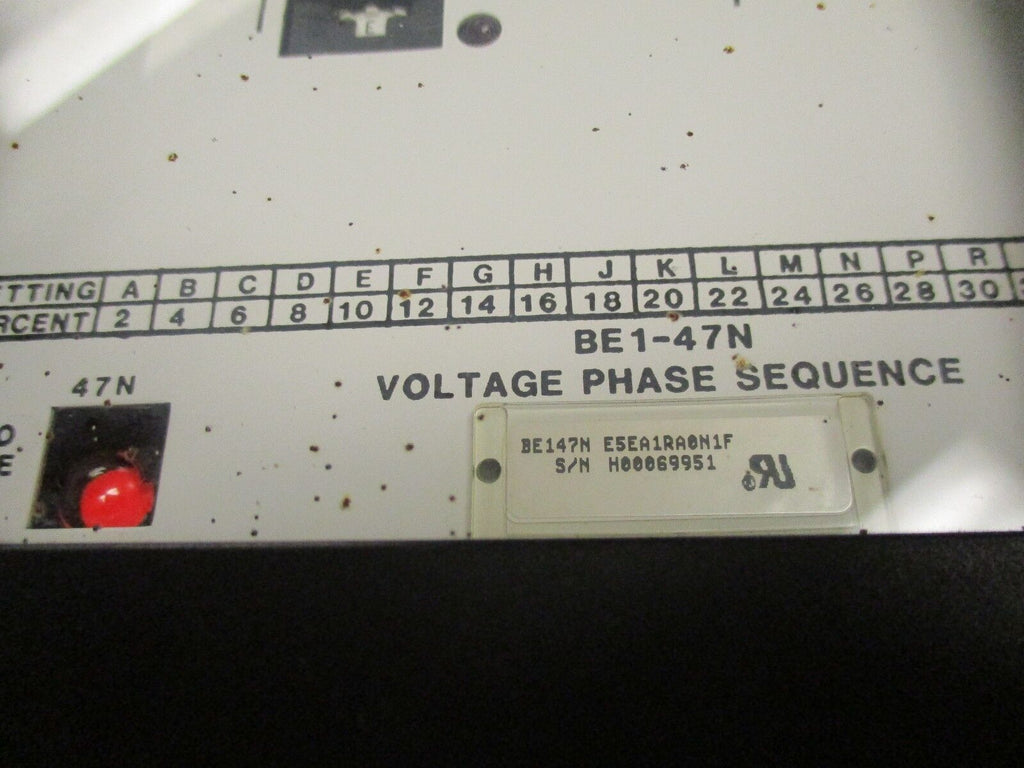 E
ETTING A B C D E F G H J K L M N P R
RCENT 2 4 6 8 10 12 14 16 18 20 22 24 26 28 30
BE1-47N
VOLTAGE PHASE SEQUENCE
47N
BE147N E5EA1RA0N1F
S/N H00069951